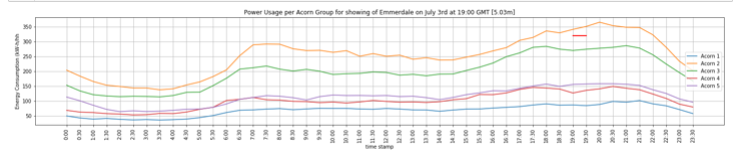 Power Usage per Acorn Group for showing of Emmerdale on July 3rd at 19:00 GMT [5.03m]
Energy Consumption (kW-h/hh)
350
300
250
200
150
100
50
0:00 0:30 1:00 1:30 2:00 2:30 3:00 3:30 4:00 4:30 5:00 5:30 6:00 6:30 7:00 7:30 8:00 8:30 9:00 9:30 10:00 10:30 11:00 11:30 12:00 12:30 13:00 13:30 14:00 14:30 15:00 15:30 16:00 16:30 17:00 17:30 18:00 18:30 19:00 19:30 20:00 20:30 21:00 21:30 22:00 22:30 23:00 23:30
time stamp
Acorn 1
Acorn 2
Acorn 3
Acorn 4
Acorn 5